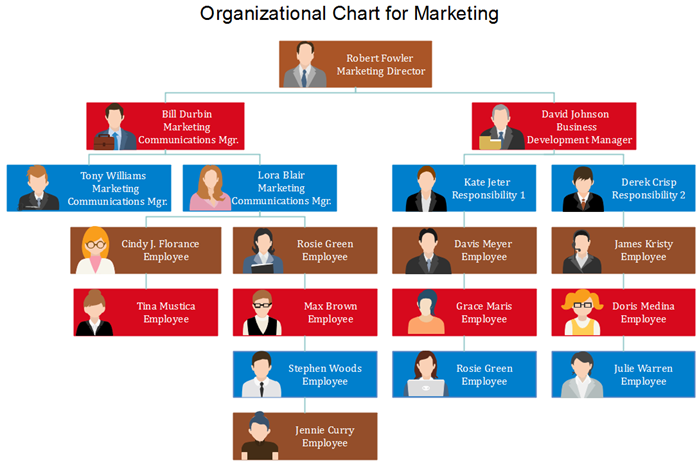 Organizational Chart for Marketing
Robert Fowler
Marketing Director
Bill Durbin
Marketing
Communications Mgr.
David Johnson
Business
Development Manager
Tony Williams
Marketing
Communications Mgr.
Lora Blair
Marketing
Communications Mgr.
Kate Jeter
Responsibility 1
Derek Crisp
Responsibility 2
Cindy J. Florance
Employee
Rosie Green
Employee
Davis Meyer
Employee
James Kristy
Employee
Tina Mustica
Employee
Max Brown
Employee
Grace Maris
Employee
Doris Medina
Employee
Stephen Woods
Employee
Rosie Green
Employee
Julie Warren
Employee
Jennie Curry
Employee